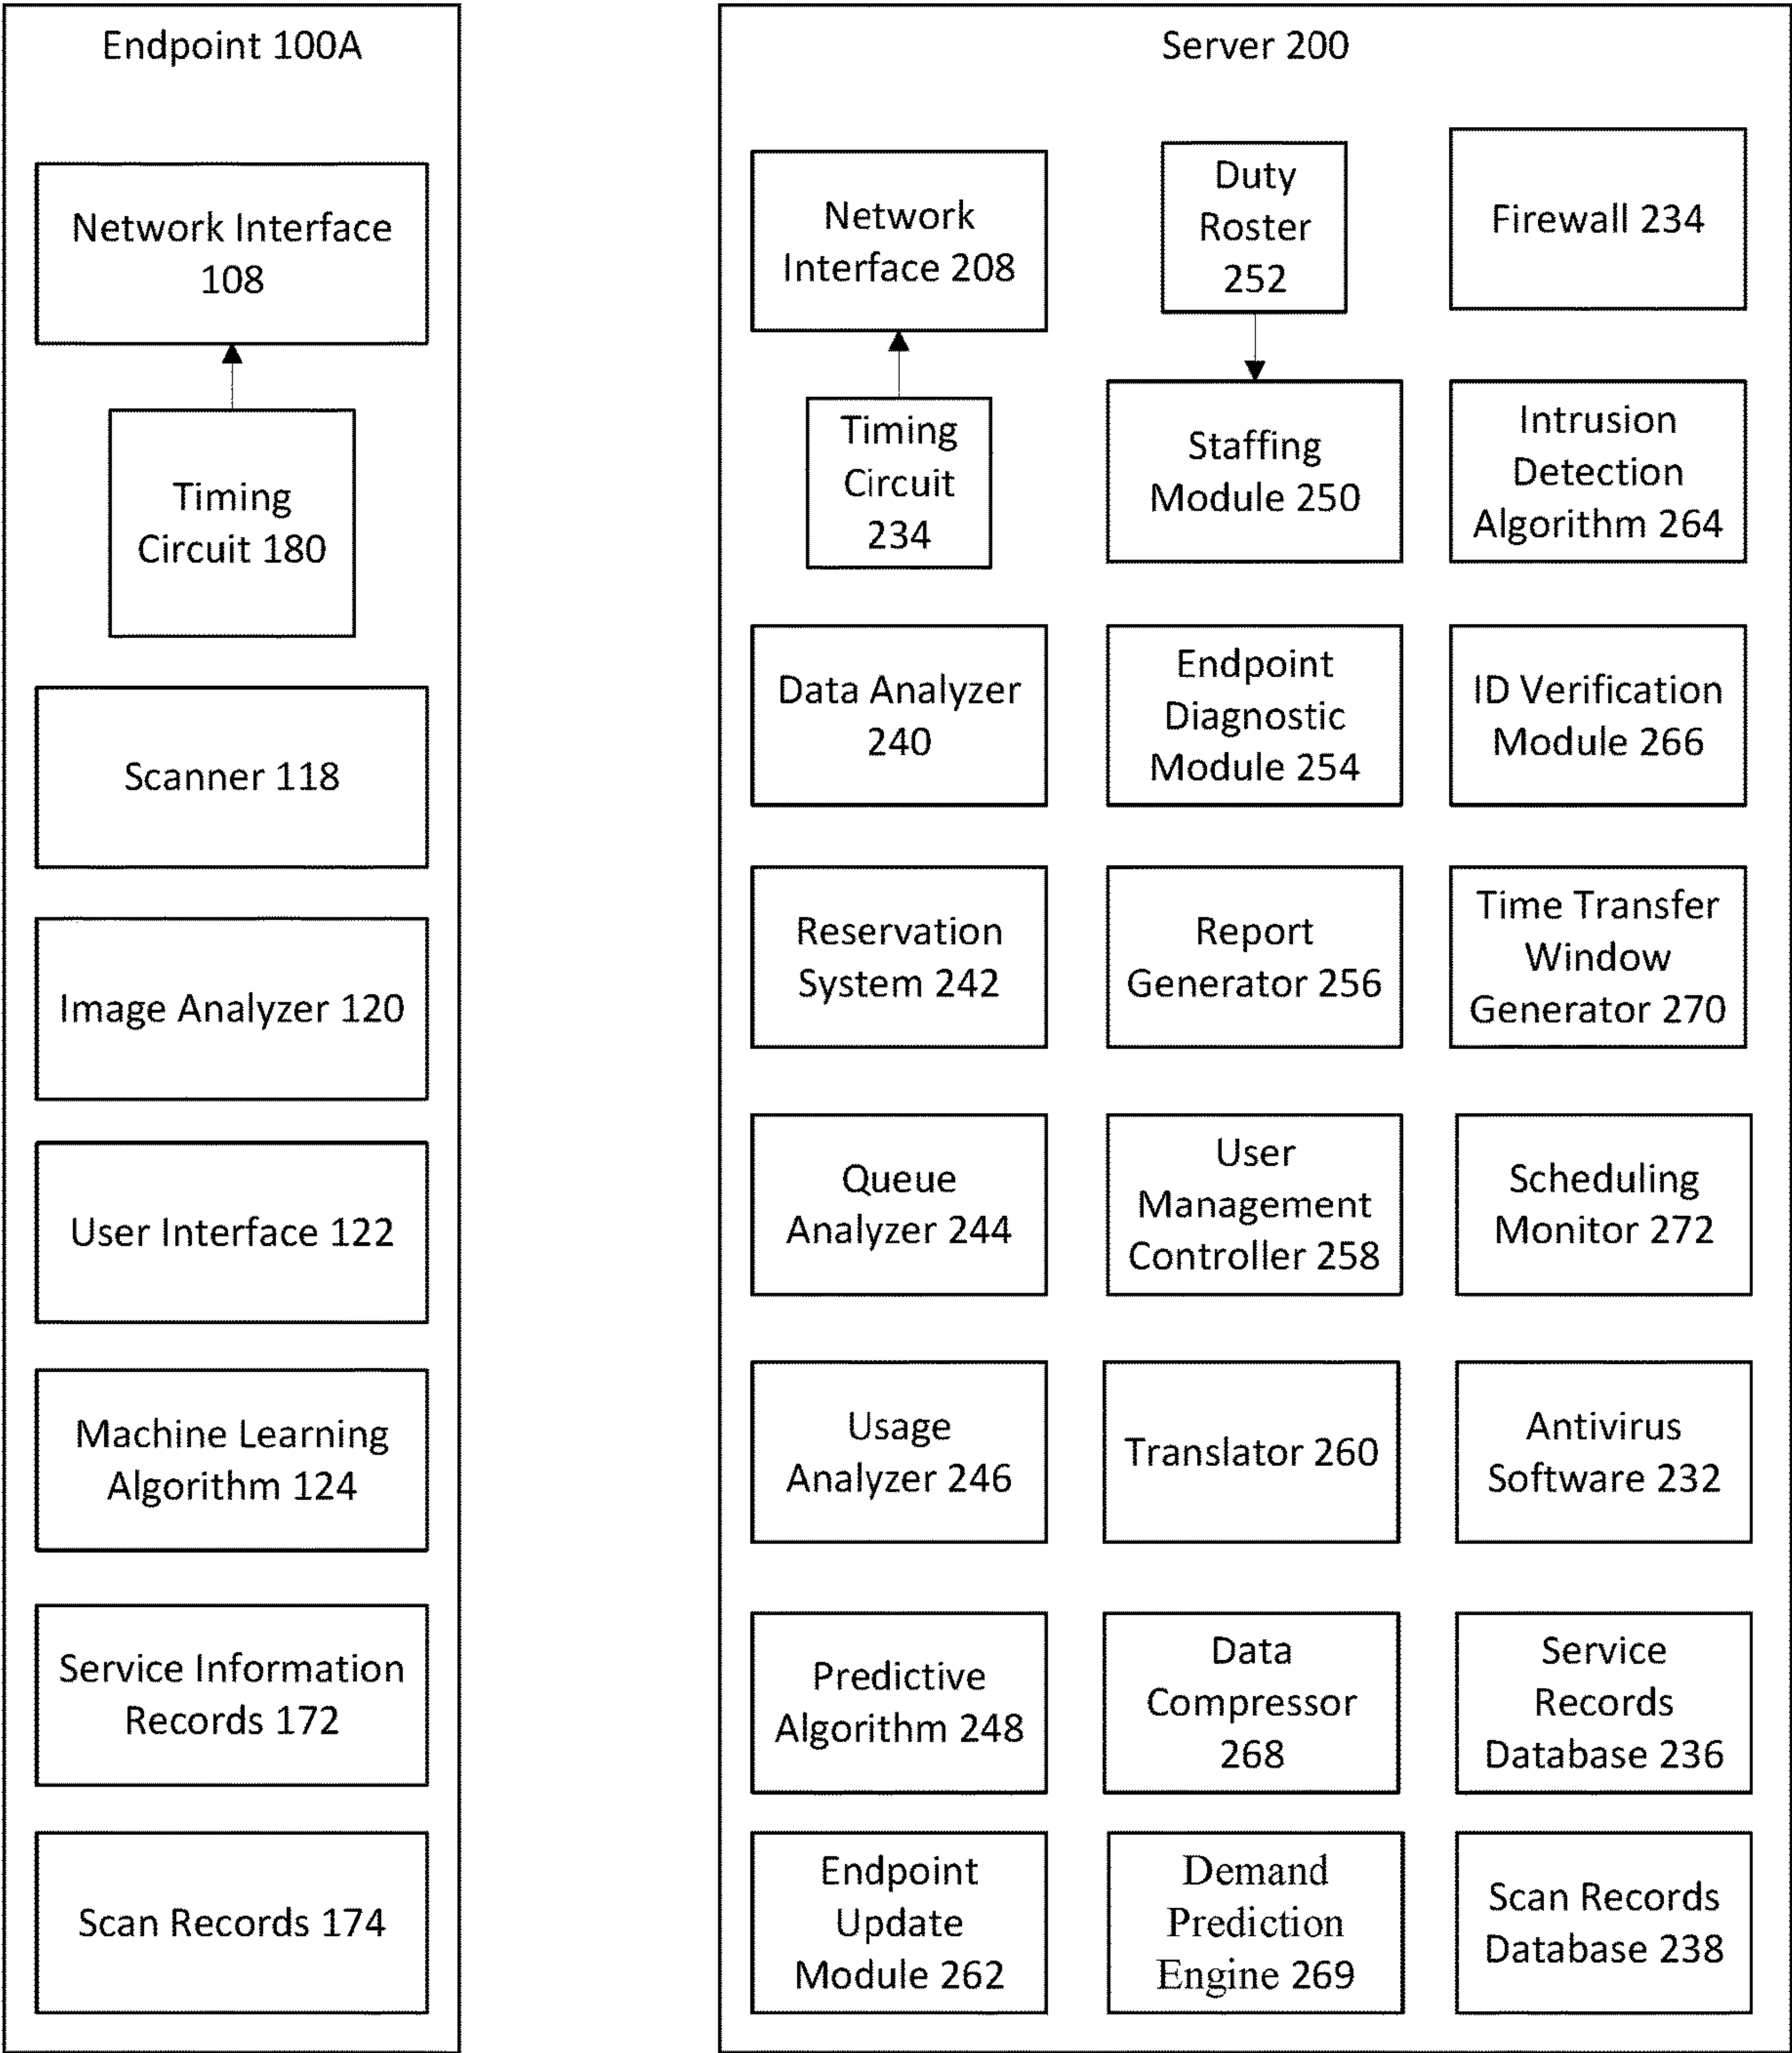 Endpoint 100A
Network Interface
108
Timing
Circuit 180
Scanner 118
Image Analyzer 120
User Interface 122
Machine Learning
Algorithm 124
Service Information
Records 172
Scan Records 174
Server 200
Network
Interface 208
Timing
Circuit
234
Data Analyzer
240
Reservation
System 242
Queue
Analyzer 244
Usage
Analyzer 246
Predictive
Algorithm 248
Endpoint
Update
Module 262
Duty
Roster
252
Staffing
Module 250
Endpoint
Diagnostic
Module 254
Report
Generator 256
User
Management
Controller 258
Translator 260
Data
Compressor
268
Demand
Prediction
Engine 269
Firewall 234
Intrusion
Detection
Algorithm 264
ID Verification
Module 266
Time Transfer
Window
Generator 270
Scheduling
Monitor 272
Antivirus
Software 232
Service
Records
Database 236
Scan Records
Database 238